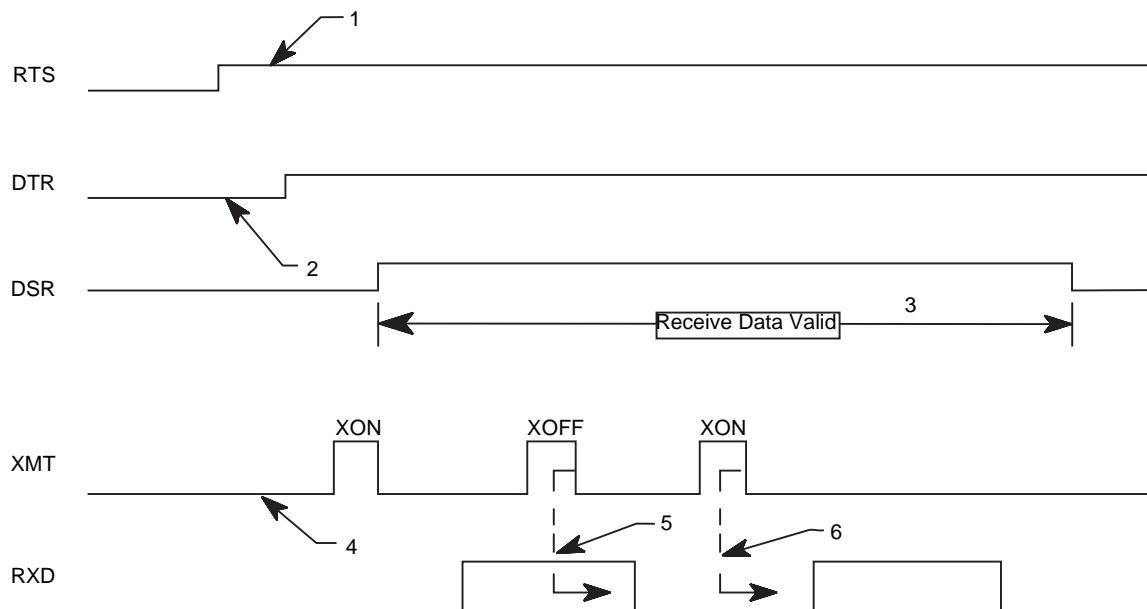 1
RTS
DTR
2
DSR
3
Receive Data Valid
XON XOFF XON
XMT
5
6
4
RXD